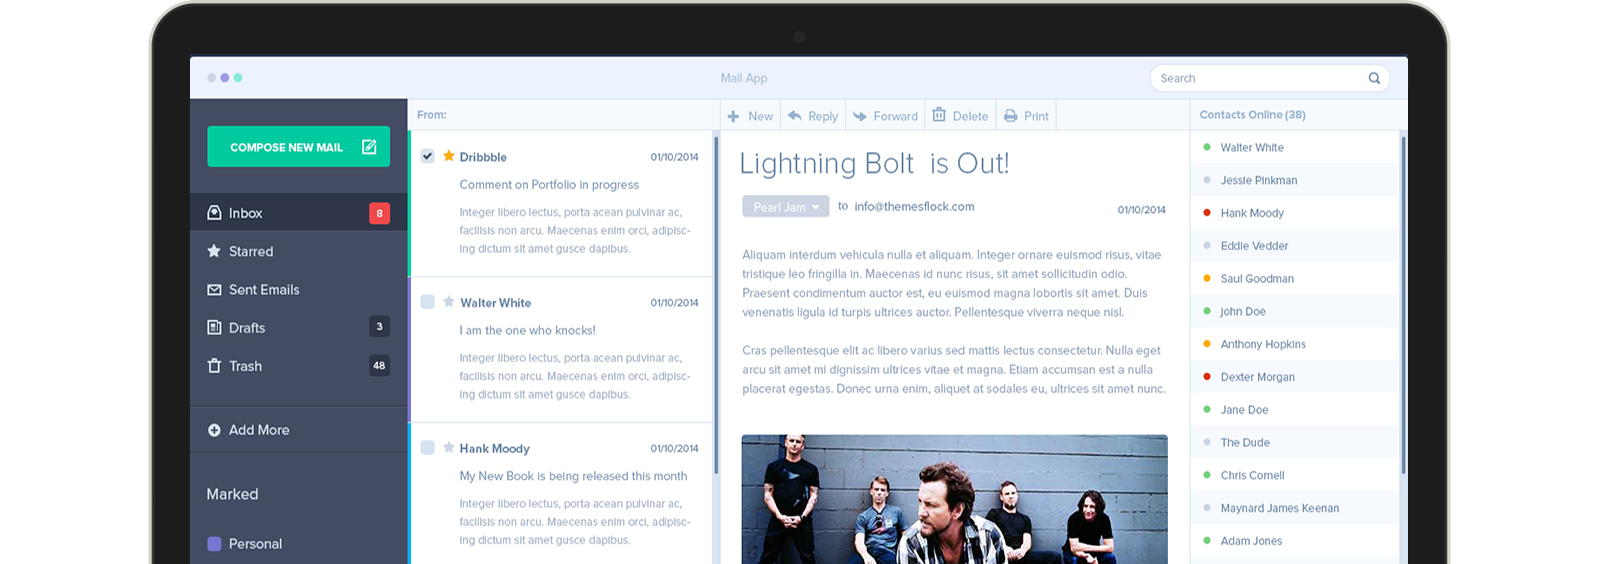 Mail App
Search
COMPOSE NEW MAIL
Inbox
8
Starred
Sent Emails
Drafts
3
Trash
48
Add More
Marked
Personal
From:
Dribbble
01/10/2014
Comment on Portfolio in progress
Integer libero lectus, porta acean pulvinar ac,
facilisis non arcu. Maecenas enim orci, adipisc-
ing dictum sit amet gusce dapibus.
Walter White
01/10/2014
I am the one who knocks!
Integer libero lectus, porta acean pulvinar ac,
facilisis non arcu. Maecenas enim orci, adipisc-
ing dictum sit amet gusce dapibus.
Hank Moody
01/10/2014
My New Book is being released this month
Integer libero lectus, porta acean pulvinar ac,
facilisis non arcu. Maecenas enim orci, adipisc-
ing dictum sit amet gusce dapibus.
New
Reply
Forward
Delete
Print
Lightning Bolt is Out!
Pearl Jam to info@themesflock.com
01/10/2014
Aliquam interdum vehicula nulla et aliquam. Integer ornare euismod risus, vitae
tristique leo fringilla in. Maecenas id nunc risus, sit amet sollicitudin odio.
Praesent condimentum auctor est, eu euismod magna lobortis sit amet. Duis
venenatis ligula id turpis ultrices auctor. Pellentesque viverra neque nisl.
Cras pellentesque elit ac libero varius sed mattis lectus consectetur. Nulla eget
arcu sit amet mi dignissim ultrices vitae et magna. Etiam accumsan est a nulla
placerat egestas. Donec urna enim, aliquet at sodales eu, ultrices sit amet nunc.
Contacts Online (38)
Walter White
Jessie Pinkman
Hank Moody
Eddie Vedder
Saul Goodman
John Doe
Anthony Hopkins
Dexter Morgan
Jane Doe
The Dude
Chris Cornell
Maynard James Keenan
Adam Jones